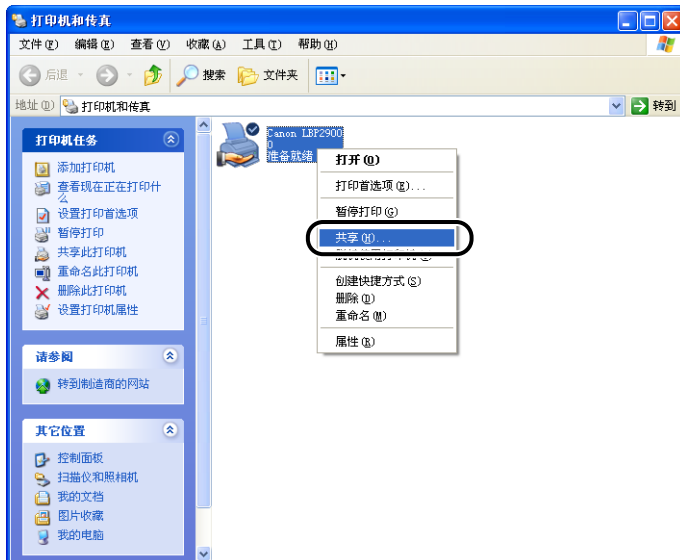 打印机和传真
文件(F) 编辑(E) 查看(V) 收藏(A) 工具(T) 帮助(H)
后退 搜索 文件夹
地址(D) 打印机和传真 转到
打印机任务
添加打印机
查看现在正在打印什
么
设置打印首选项
暂停打印
共享此打印机
重命名此打印机
删除此打印机
设置打印机属性
请参阅
转到制造商的网站
其它位置
控制面板
扫描仪和照相机
我的文档
图片收藏
我的电脑
Canon LBP2900
0
准备就绪
打开(O)
打印首选项(E)...
暂停打印(G)
共享(H)...
创建快捷方式(S)
删除(D)
重命名(M)
属性(R)